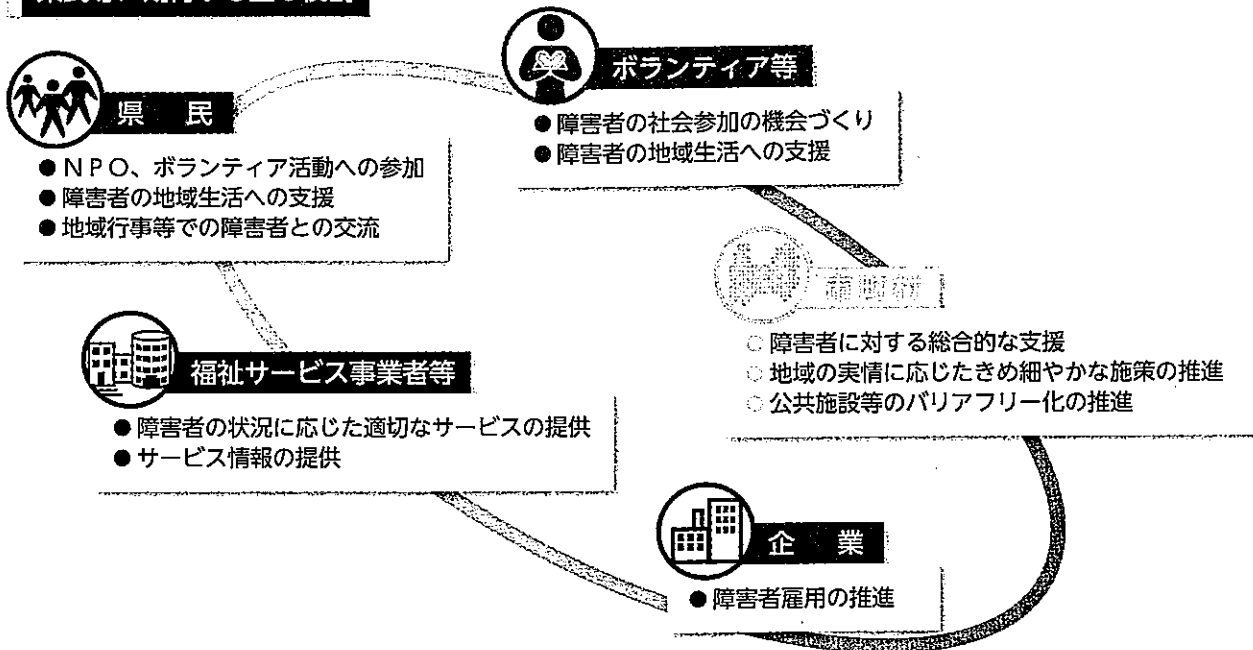 県　民
●ＮＰＯ、ボランティア活動への参加
●障害者の地域生活への支援
●地域行事等での障害者との交流
ボランティア等
●障害者の社会参加の機会づくり
●障害者の地域生活への支援
市町村
○障害者に対する総合的な支援
○地域の実情に応じたきめ細やかな施策の推進
○公共施設等のバリアフリー化の推進
福祉サービス事業者等
●障害者の状況に応じた適切なサービスの提供
●サービス情報の提供
企　業
●障害者雇用の推進